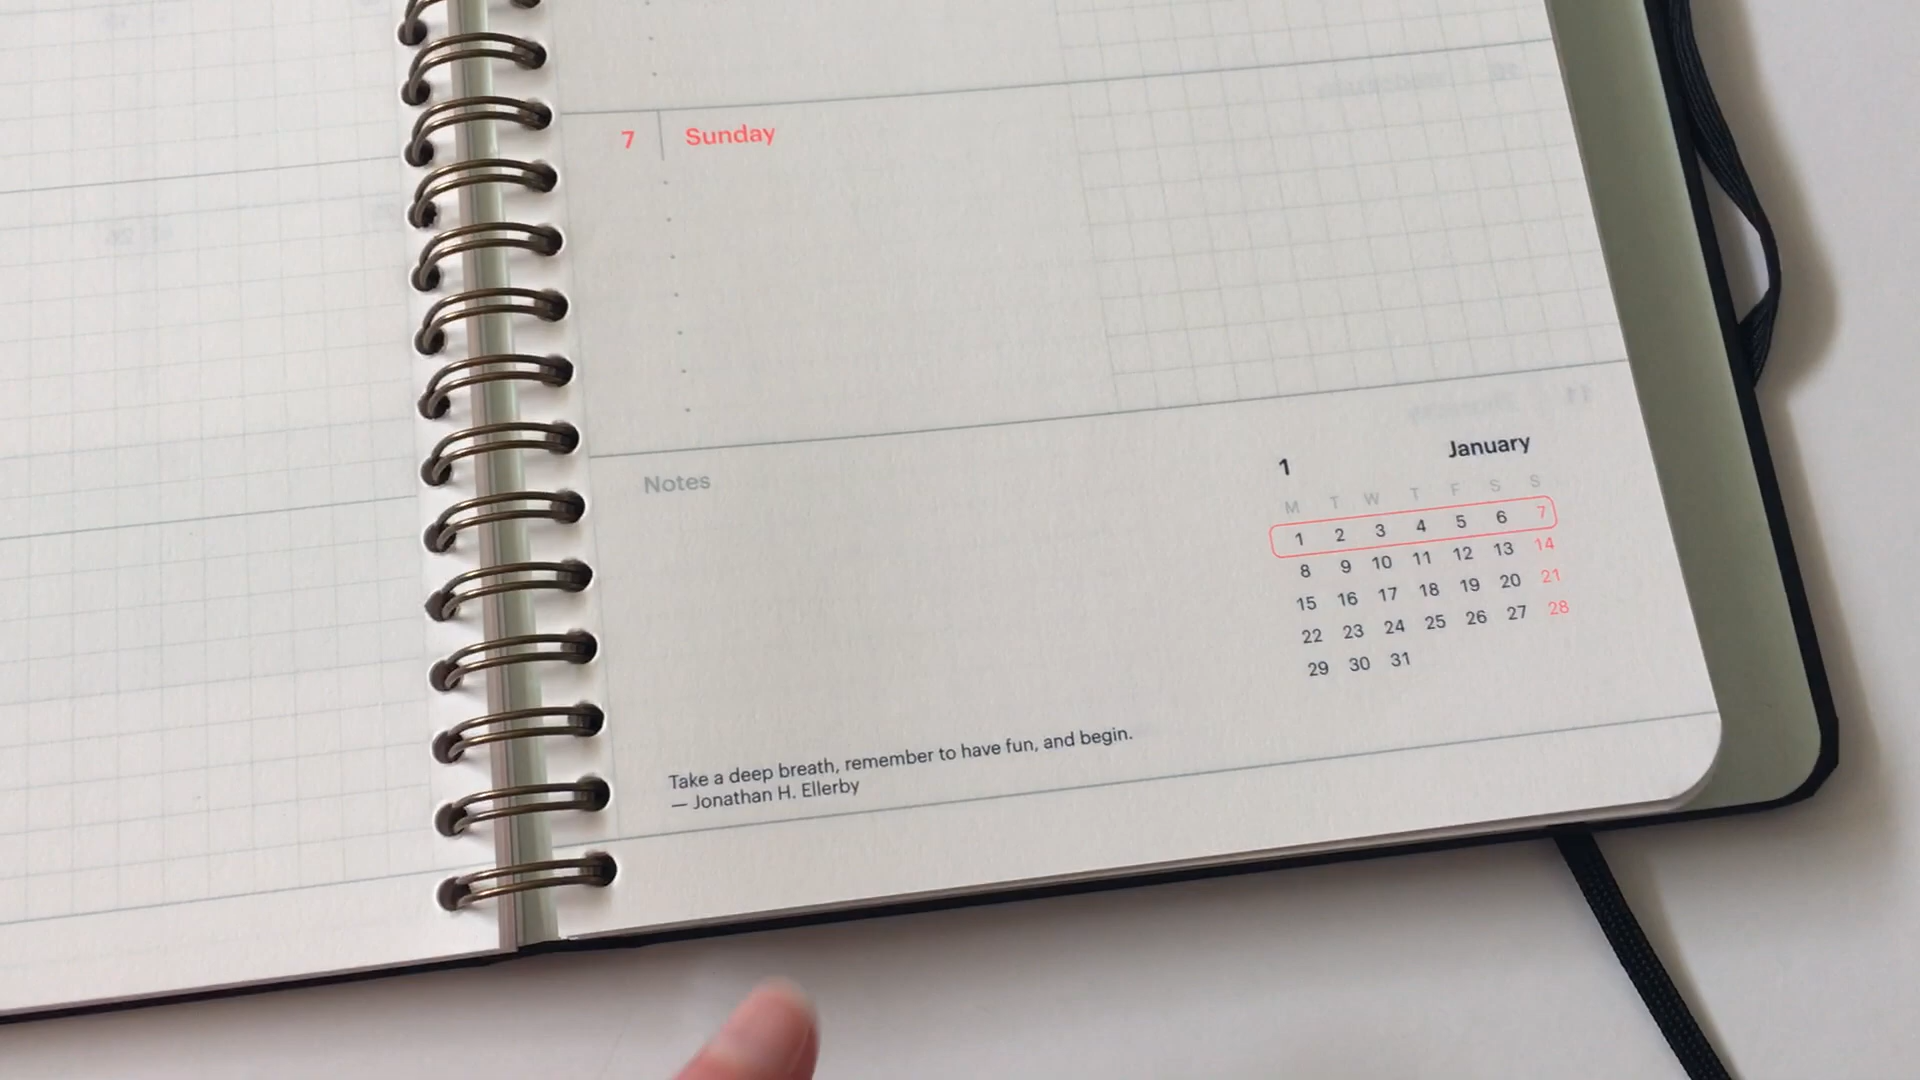 7 Sunday
Notes
1 January
M T W T F S S
1 2 3 4 5 6 7
8 9 10 11 12 13 14
15 16 17 18 19 20 21
22 23 24 25 26 27 28
29 30 31
Take a deep breath, remember to have fun, and begin.
— Jonathan H. Ellerby